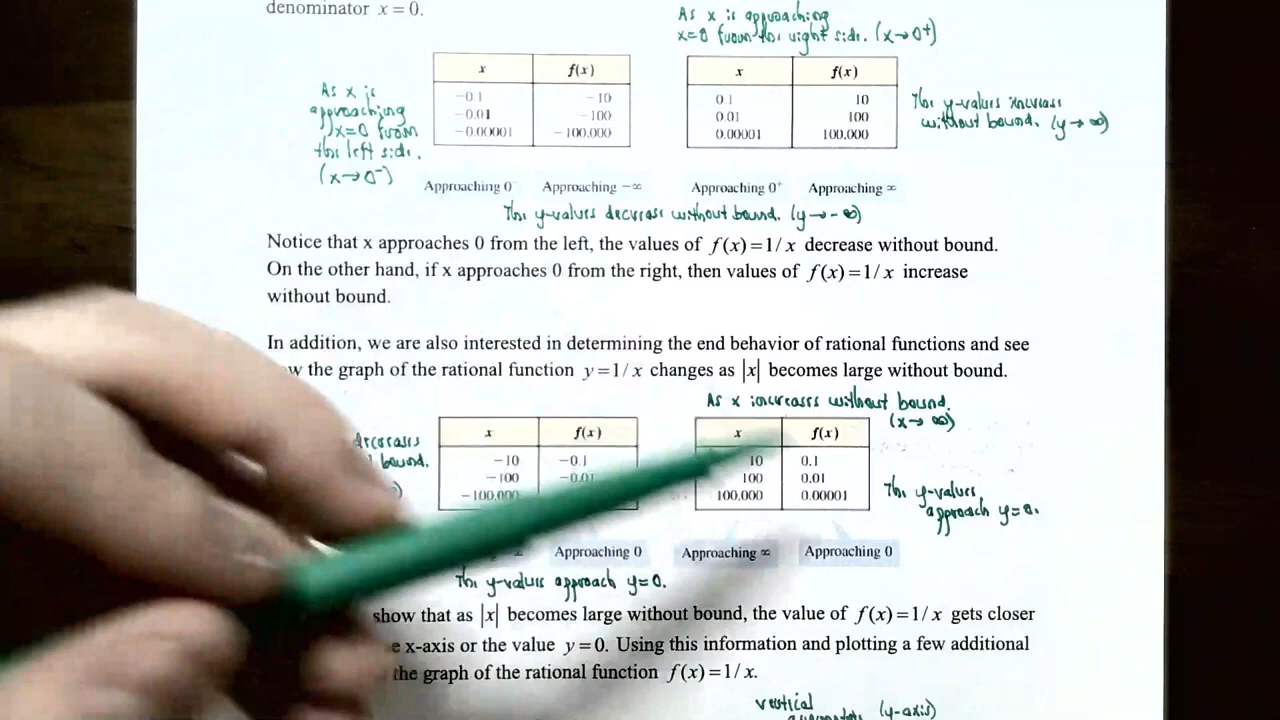 denominator x = 0.
As x is approaching
x=0 from the right side. (x→0⁺)
As x is
approaching
x=0 from
the left side.
(x→0⁻)
x f(x)
−0.1 −10
−0.01 −100
−0.00001 −100,000
x f(x)
0.1 10
0.01 100
0.00001 100,000
The y-values increase
without bound. (y→∞)
Approaching 0⁻ Approaching −∞ Approaching 0⁺ Approaching ∞
The y-values decrease without bound. (y→-∞)
Notice that x approaches 0 from the left, the values of f(x)=1/x decrease without bound.
On the other hand, if x approaches 0 from the right, then values of f(x)=1/x increase
without bound.
In addition, we are also interested in determining the end behavior of rational functions and see
w the graph of the rational function y=1/x changes as |x| becomes large without bound.
As x increases without bound.
(x→∞)
decreases
bound.
x f(x)
−10 −0.1
−100 −0.01
−100,000
x f(x)
10 0.1
100 0.01
100,000 0.00001
The y-values
approach y=0.
Approaching 0 Approaching ∞ Approaching 0
The y-values approach y=0.
show that as |x| becomes large without bound, the value of f(x)=1/x gets closer
e x-axis or the value y=0. Using this information and plotting a few additional
the graph of the rational function f(x)=1/x.
vertical
(y-axis)